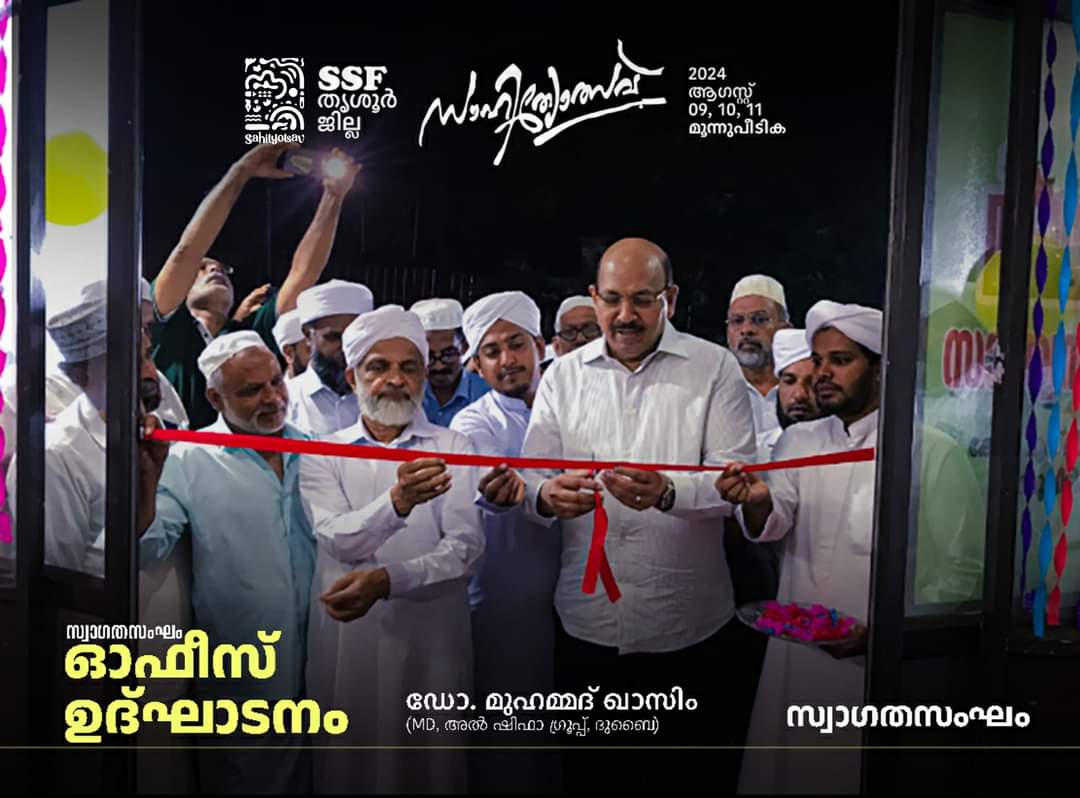 Sahityotsav
SSF
തൃശൂർ
ജില്ല
സാഹിത്യോത്സവ്
2024
ആഗസ്റ്റ്
09, 10, 11
മൂന്നുപീടിക
സ്വാഗതസംഘം
ഓഫീസ്
ഉദ്ഘാടനം
ഡോ. മുഹമ്മദ് ഖാസിം
(MD, അൽ ഷിഫാ ഗ്രൂപ്പ്, ദുബൈ)
സ്വാഗതസംഘം